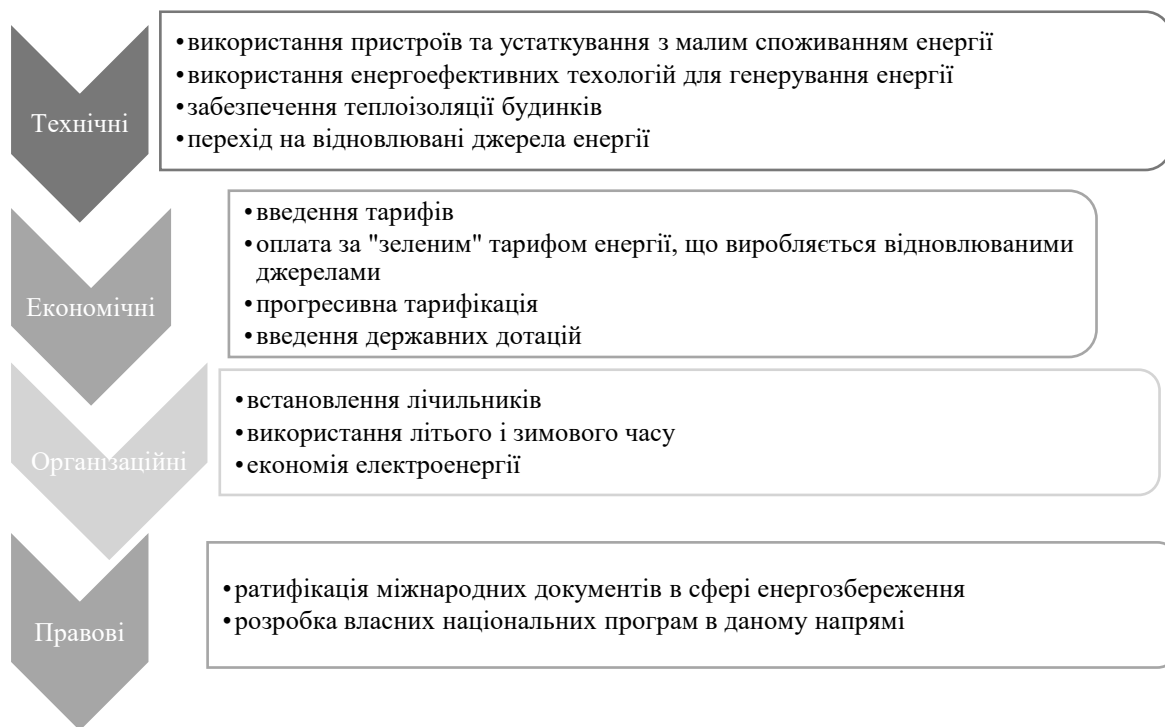 Технічні
•використання пристроїв та устаткування з малим споживанням енергії
•використання енергоефективних техологій для генерування енергії
•забезпечення теплоізоляції будинків
•перехід на відновлювані джерела енергії
Економічні
•введення тарифів
•оплата за "зеленим" тарифом енергії, що виробляється відновлюваними
джерелами
•прогресивна тарифікація
•введення державних дотацій
Організаційні
•встановлення лічильників
•використання літього і зимового часу
•економія електроенергії
Правові
•ратифікація міжнародних документів в сфері енергозбереження
•розробка власних національних програм в даному напрямі